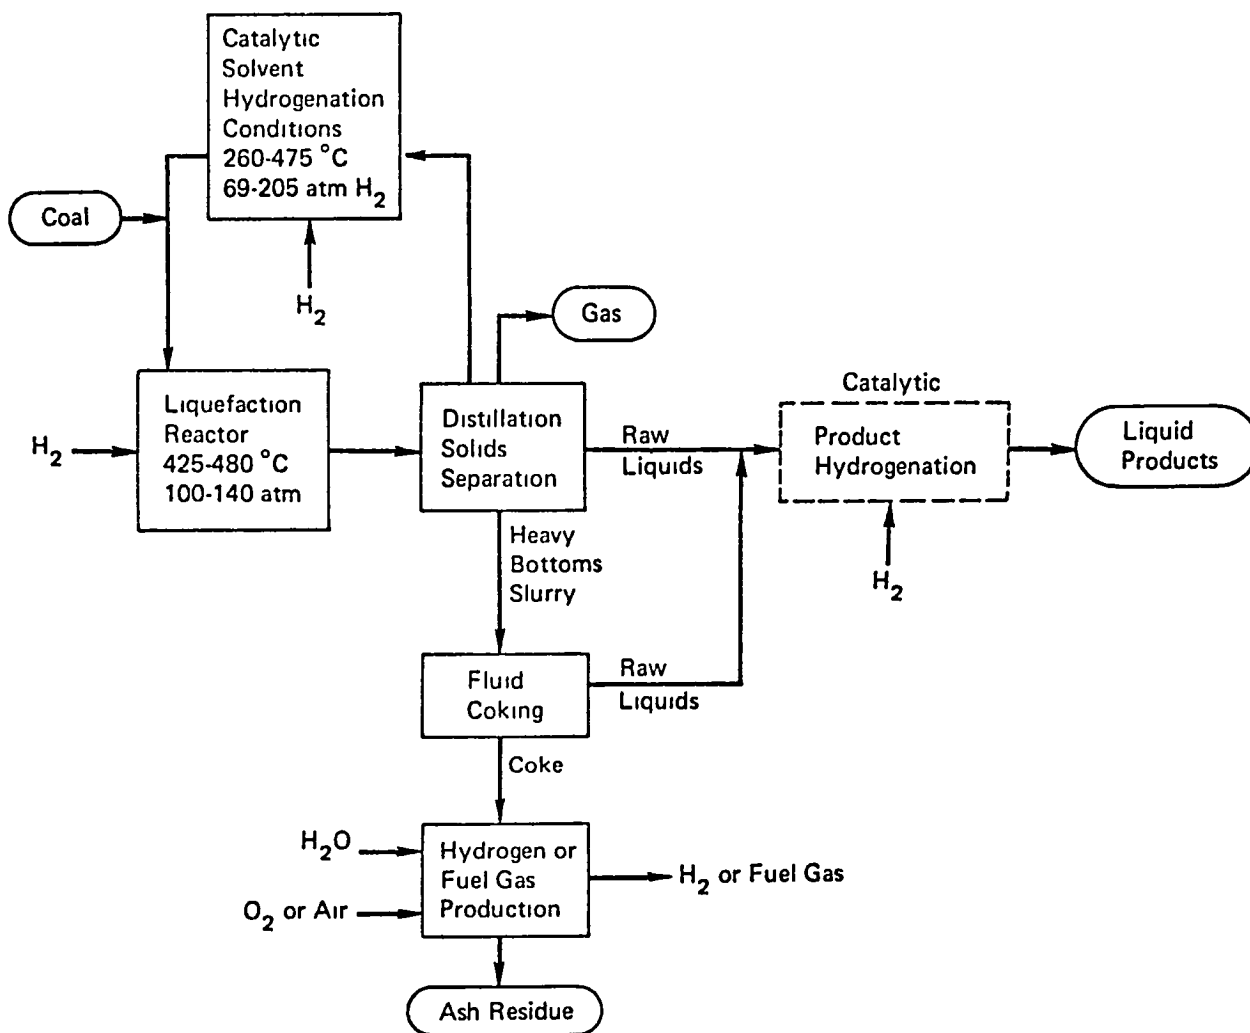 Catalytic
Solvent
Hydrogenation
Conditions
260-475 °C
69-205 atm H2
Coal
H2
Gas
Liquefaction
Reactor
425-480 °C
100-140 atm
H2
Distillation
Solids
Separation
Raw
Liquids
Catalytic
Product
Hydrogenation
H2
Liquid
Products
Heavy
Bottoms
Slurry
Fluid
Coking
Raw
Liquids
Coke
H2O
O2 or Air
Hydrogen or
Fuel Gas
Production
H2 or Fuel Gas
Ash Residue